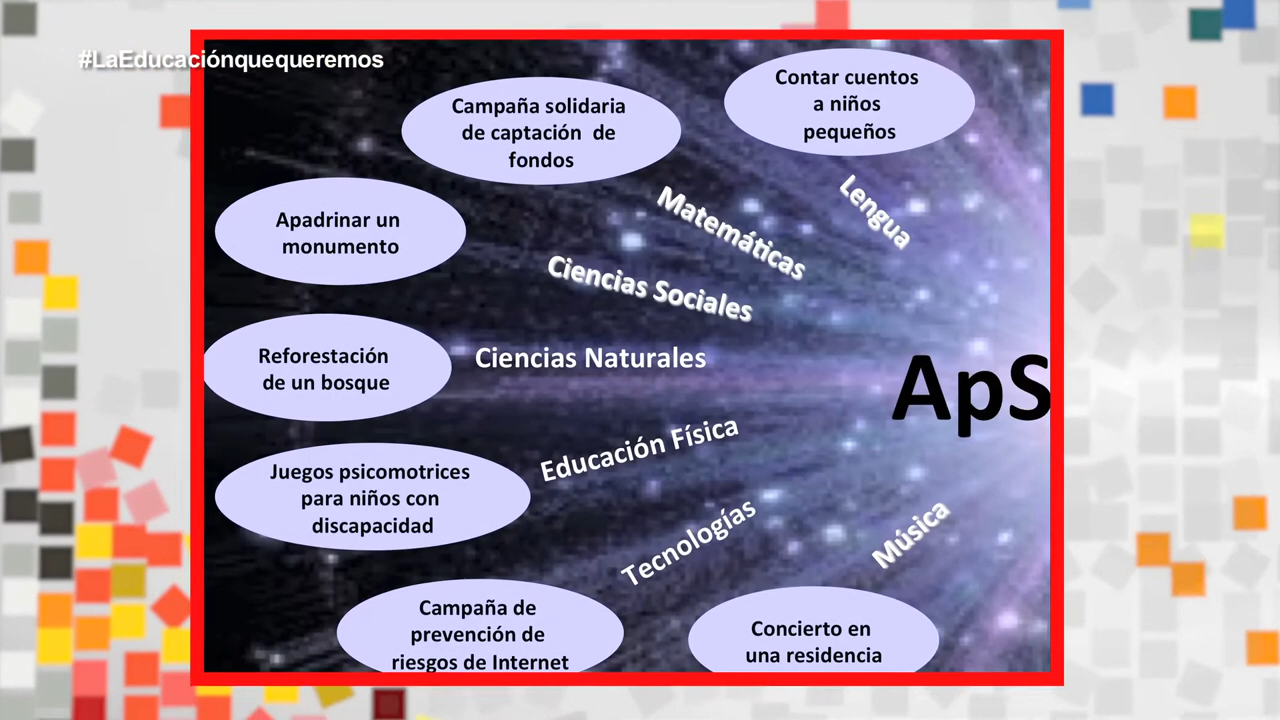 #LaEducaciónquequeremos
Contar cuentos
a niños
pequeños
Campaña solidaria
de captación de
fondos
Lengua
Matemáticas
Apadrinar un
monumento
Ciencias Sociales
Reforestación
de un bosque
Ciencias Naturales
ApS
Educación Física
Juegos psicomotrices
para niños con
discapacidad
Tecnologías
Música
Campaña de
prevención de
riesgos de Internet
Concierto en
una residencia